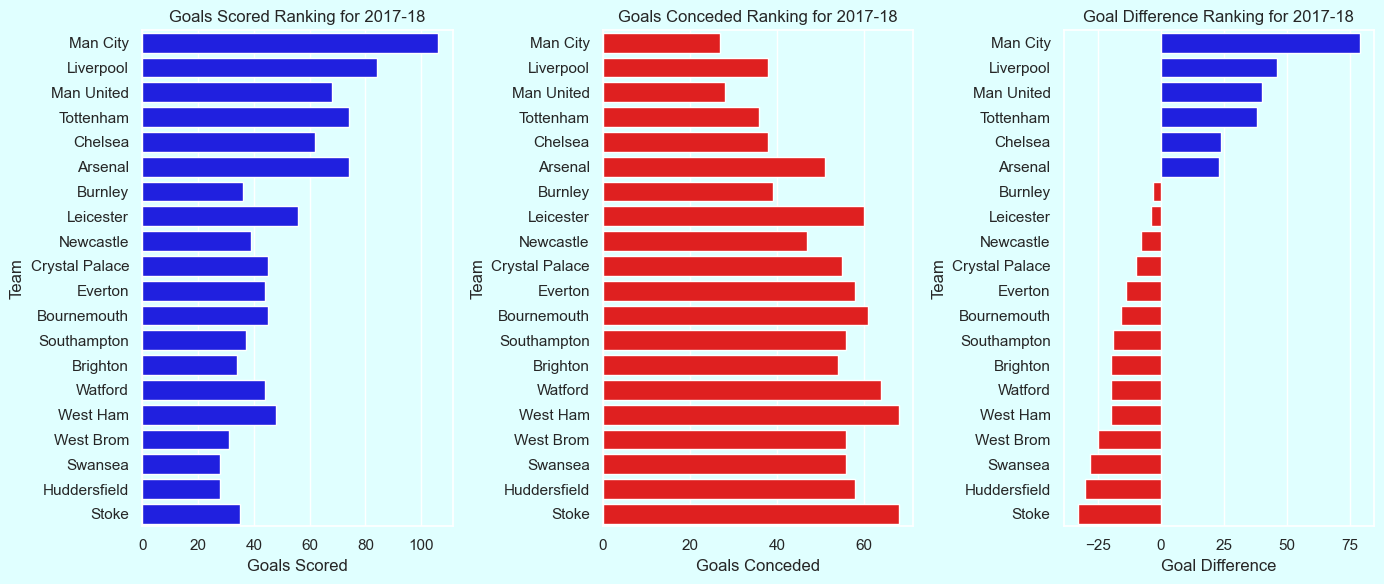 Goals Scored Ranking for 2017-18
Team
Man City
Liverpool
Man United
Tottenham
Chelsea
Arsenal
Burnley
Leicester
Newcastle
Crystal Palace
Everton
Bournemouth
Southampton
Brighton
Watford
West Ham
West Brom
Swansea
Huddersfield
Stoke
0 20 40 60 80 100
Goals Scored
Goals Conceded Ranking for 2017-18
Team
Man City
Liverpool
Man United
Tottenham
Chelsea
Arsenal
Burnley
Leicester
Newcastle
Crystal Palace
Everton
Bournemouth
Southampton
Brighton
Watford
West Ham
West Brom
Swansea
Huddersfield
Stoke
0 20 40 60
Goals Conceded
Goal Difference Ranking for 2017-18
Team
Man City
Liverpool
Man United
Tottenham
Chelsea
Arsenal
Burnley
Leicester
Newcastle
Crystal Palace
Everton
Bournemouth
Southampton
Brighton
Watford
West Ham
West Brom
Swansea
Huddersfield
Stoke
−25 0 25 50 75
Goal Difference